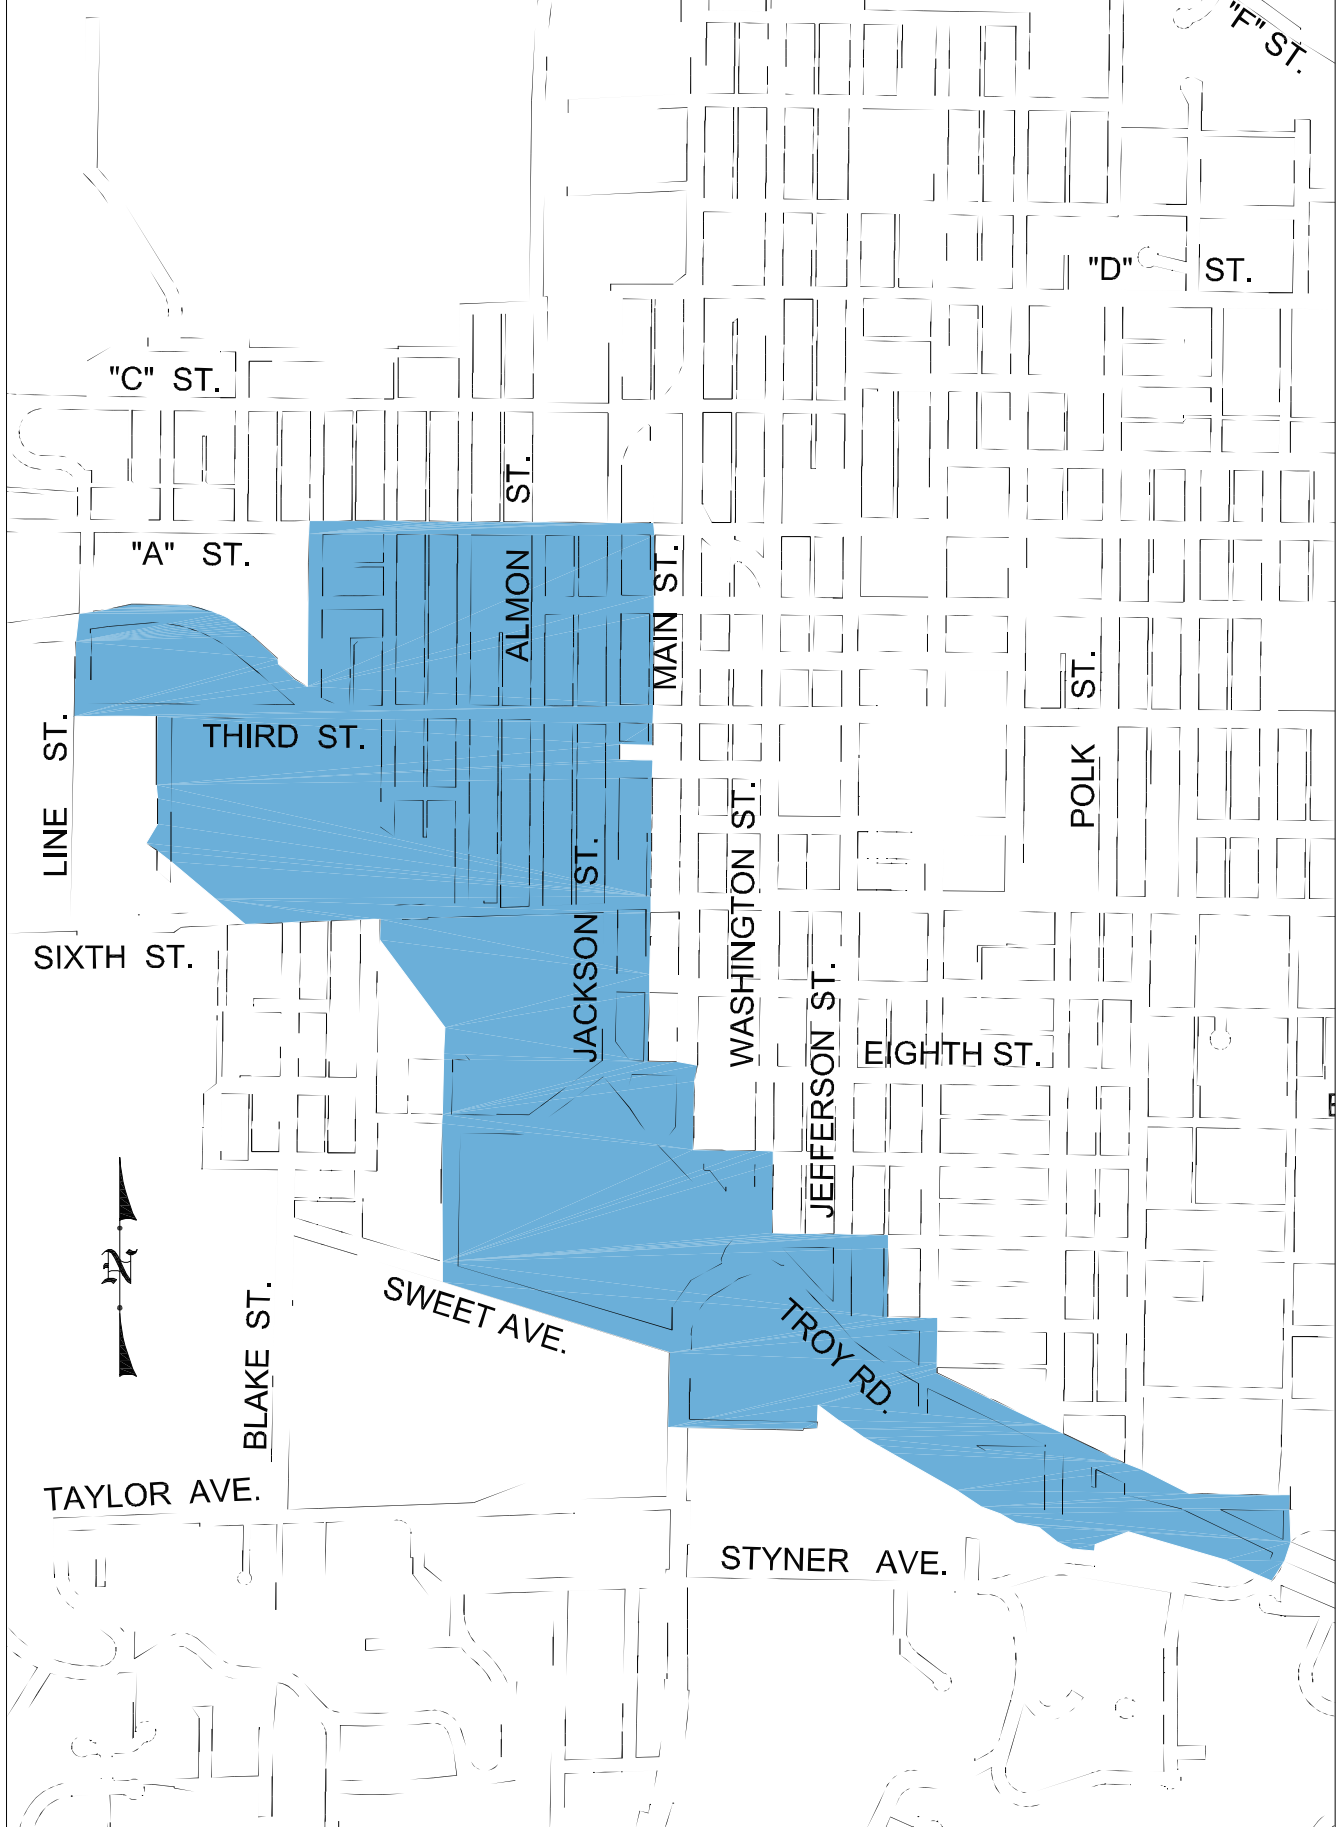 "F" ST.
"D" ST.
"C" ST.
ALMON ST.
"A" ST.
MAIN ST.
POLK ST.
THIRD ST.
LINE ST.
WASHINGTON ST.
JACKSON ST.
SIXTH ST.
JEFFERSON ST.
EIGHTH ST.
E
N
SWEET AVE.
TROY RD.
BLAKE ST.
TAYLOR AVE.
STYNER AVE.